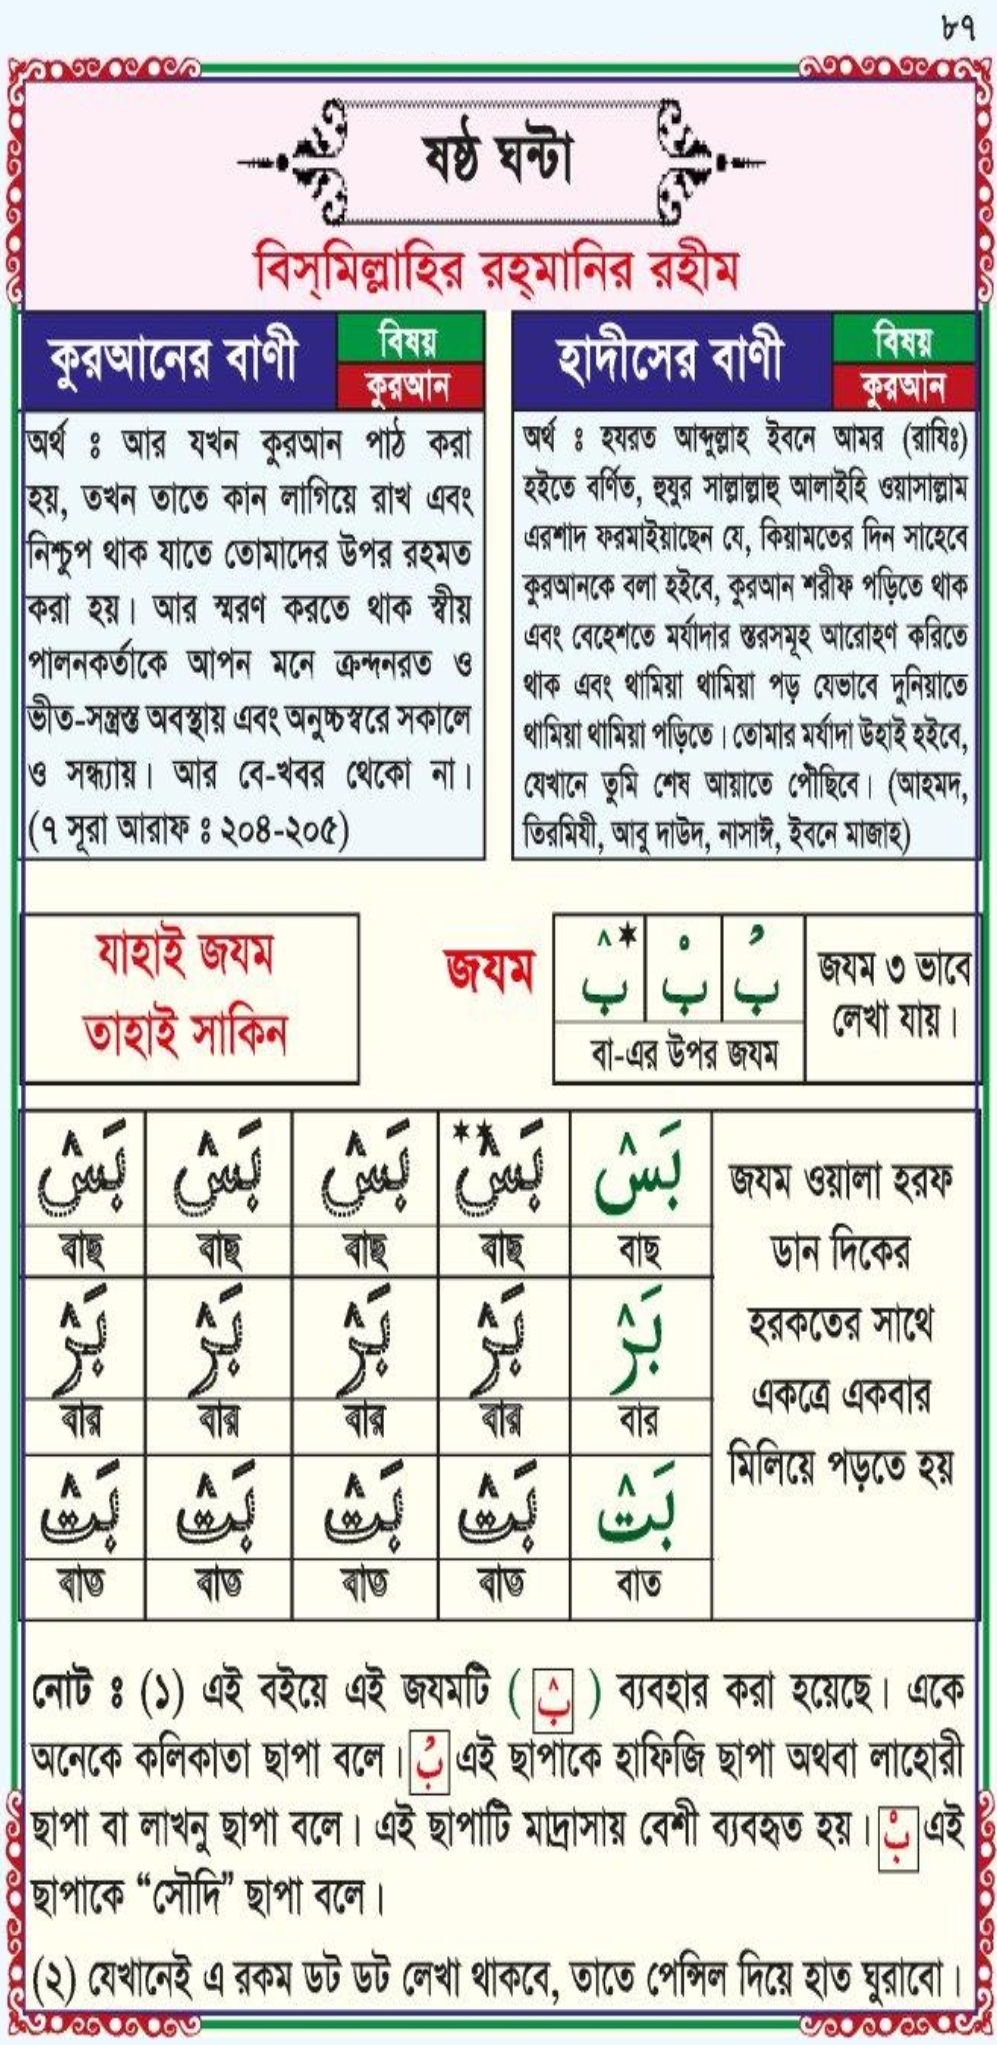 ৮৭
ষষ্ঠ ঘন্টা
বিস্‌মিল্লাহির রহ্‌মানির রহীম
কুরআনের বাণী
বিষয়
কুরআন
অর্থ ঃ আর যখন কুরআন পাঠ করা
হয়, তখন তাতে কান লাগিয়ে রাখ এবং
নিশ্চুপ থাক যাতে তোমাদের উপর রহমত
করা হয়। আর স্মরণ করতে থাক স্বীয়
পালনকর্তাকে আপন মনে ক্রন্দনরত ও
ভীত-সন্ত্রস্ত অবস্থায় এবং অনুচ্চস্বরে সকালে
ও সন্ধ্যায়। আর বে-খবর থেকো না।
(৭ সূরা আরাফ ঃ ২০৪-২০৫)
হাদীসের বাণী
বিষয়
কুরআন
অর্থ ঃ হযরত আব্দুল্লাহ ইবনে আমর (রাযিঃ)
হইতে বর্ণিত, হুযুর সাল্লাল্লাহু আলাইহি ওয়াসাল্লাম
এরশাদ ফরমাইয়াছেন যে, কিয়ামতের দিন সাহেবে
কুরআনকে বলা হইবে, কুরআন শরীফ পড়িতে থাক
এবং বেহেশতে মর্যাদার স্তরসমূহ আরোহণ করিতে
থাক এবং থামিয়া থামিয়া পড় যেভাবে দুনিয়াতে
থামিয়া থামিয়া পড়িতে। তোমার মর্যাদা উহাই হইবে,
যেখানে তুমি শেষ আয়াতে পৌছিবে। (আহমদ,
তিরমিযী, আবু দাউদ, নাসাঈ, ইবনে মাজাহ)
যাহাই জযম
তাহাই সাকিন
জযম
بۛ* بْ بُ
বা-এর উপর জযম
জযম ৩ ভাবে
লেখা যায়।
بَسْ بَسْ بَسْ **بَسْ بَسْ
বাছ বাছ বাছ বাছ বাছ
بَرْ بَرْ بَرْ بَرْ بَرْ
বার বার বার বার বার
بَتْ بَتْ بَتْ بَتْ بَتْ
বাত বাত বাত বাত বাত
জযম ওয়ালা হরফ
ডান দিকের
হরকতের সাথে
একত্রে একবার
মিলিয়ে পড়তে হয়
নোট ঃ (১) এই বইয়ে এই জযমটি ( بْ ) ব্যবহার করা হয়েছে। একে
অনেকে কলিকাতা ছাপা বলে। بُ এই ছাপাকে হাফিজি ছাপা অথবা লাহোরী
ছাপা বা লাখনু ছাপা বলে। এই ছাপাটি মাদ্রাসায় বেশী ব্যবহৃত হয়। بْ এই
ছাপাকে “সৌদি” ছাপা বলে।
(২) যেখানেই এ রকম ডট ডট লেখা থাকবে, তাতে পেন্সিল দিয়ে হাত ঘুরাবো।